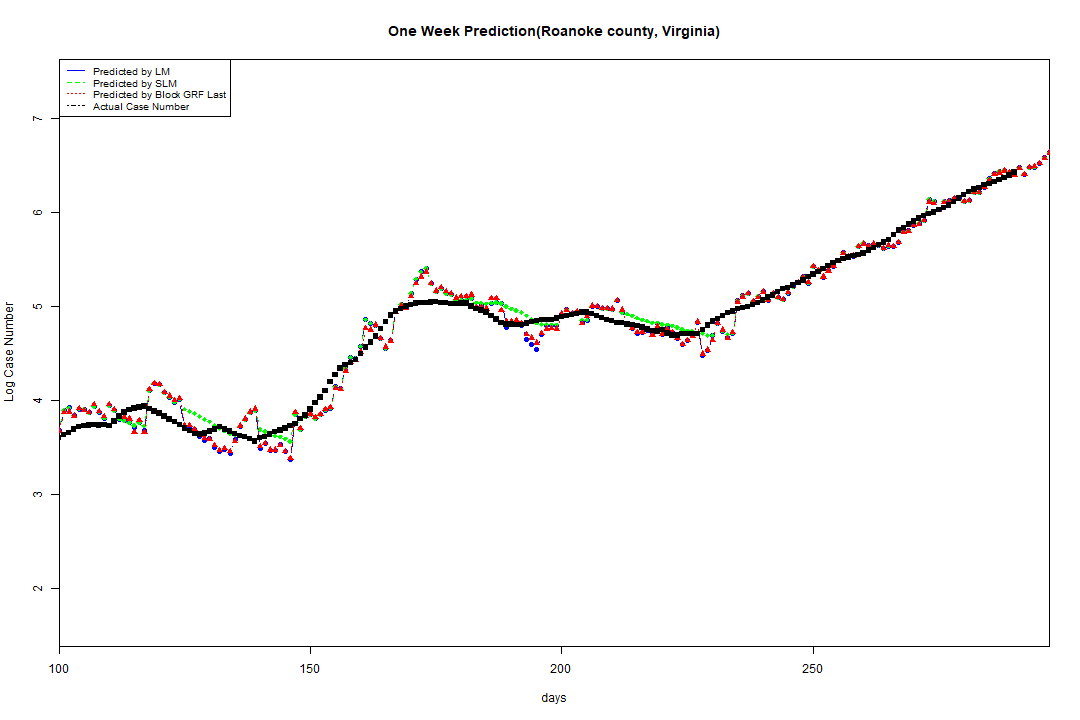 One Week Prediction(Roanoke county, Virginia)
Predicted by LM
Predicted by SLM
Predicted by Block GRF Last
Actual Case Number
7
6
5
4
3
2
Log Case Number
100
150
200
250
days